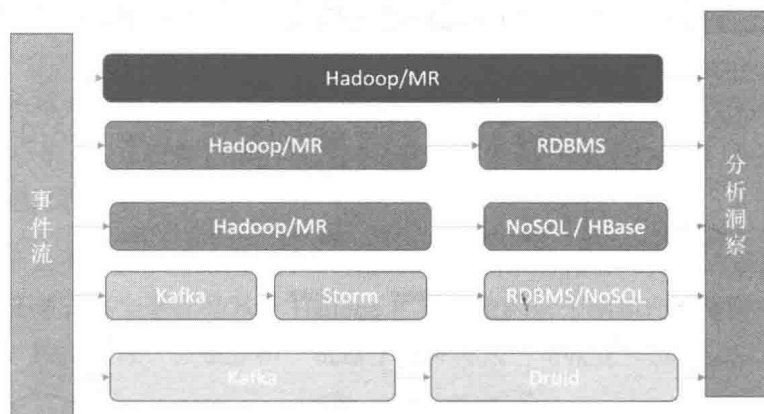 事件流
Hadoop/MR
Hadoop/MR
RDBMS
Hadoop/MR
NoSQL / HBase
Kafka
Storm
RDBMS/NoSQL
Kafka
Druid
分析洞察